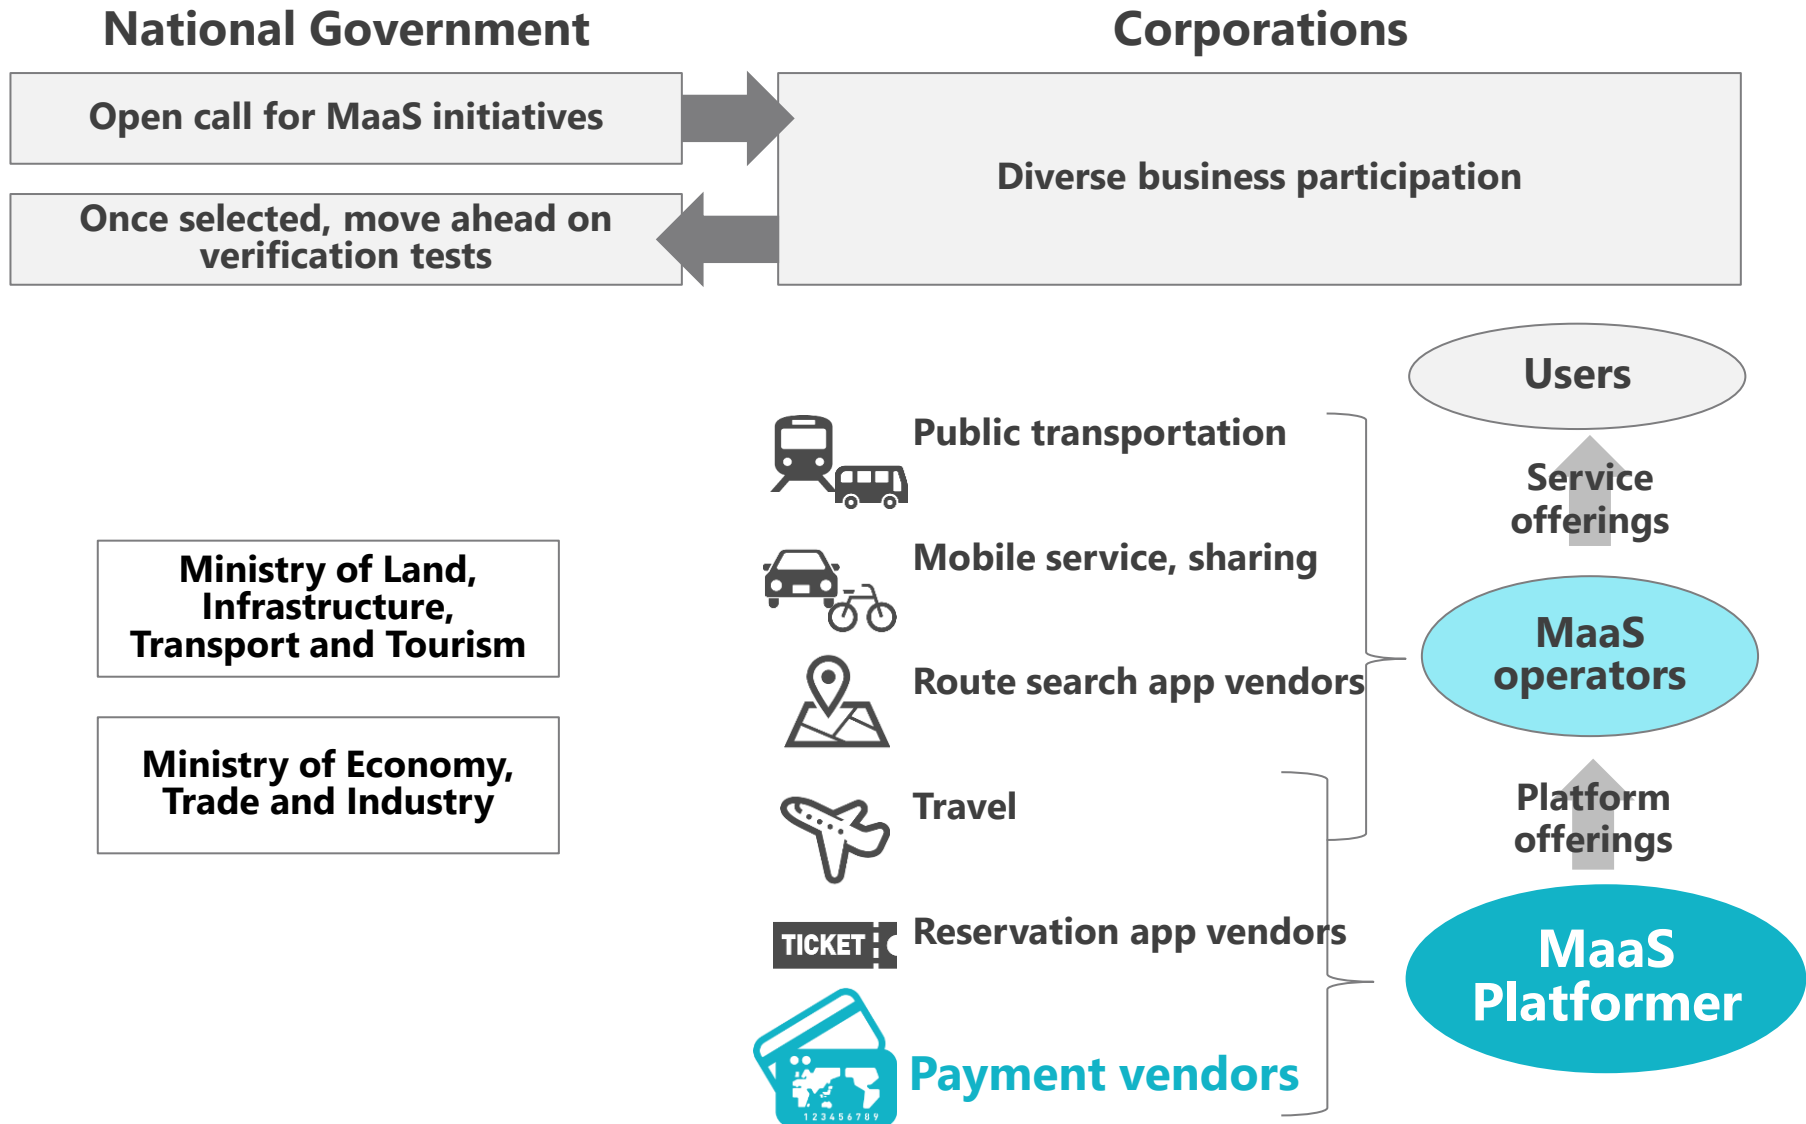 National Government
Corporations
Open call for MaaS initiatives
Once selected, move ahead on
verification tests
Diverse business participation
Ministry of Land,
Infrastructure,
Transport and Tourism
Ministry of Economy,
Trade and Industry
Public transportation
Mobile service, sharing
Route search app vendors
Travel
TICKET
Reservation app vendors
123456789
Payment vendors
Users
Service
offerings
MaaS
operators
Platform
offerings
MaaS
Platformer